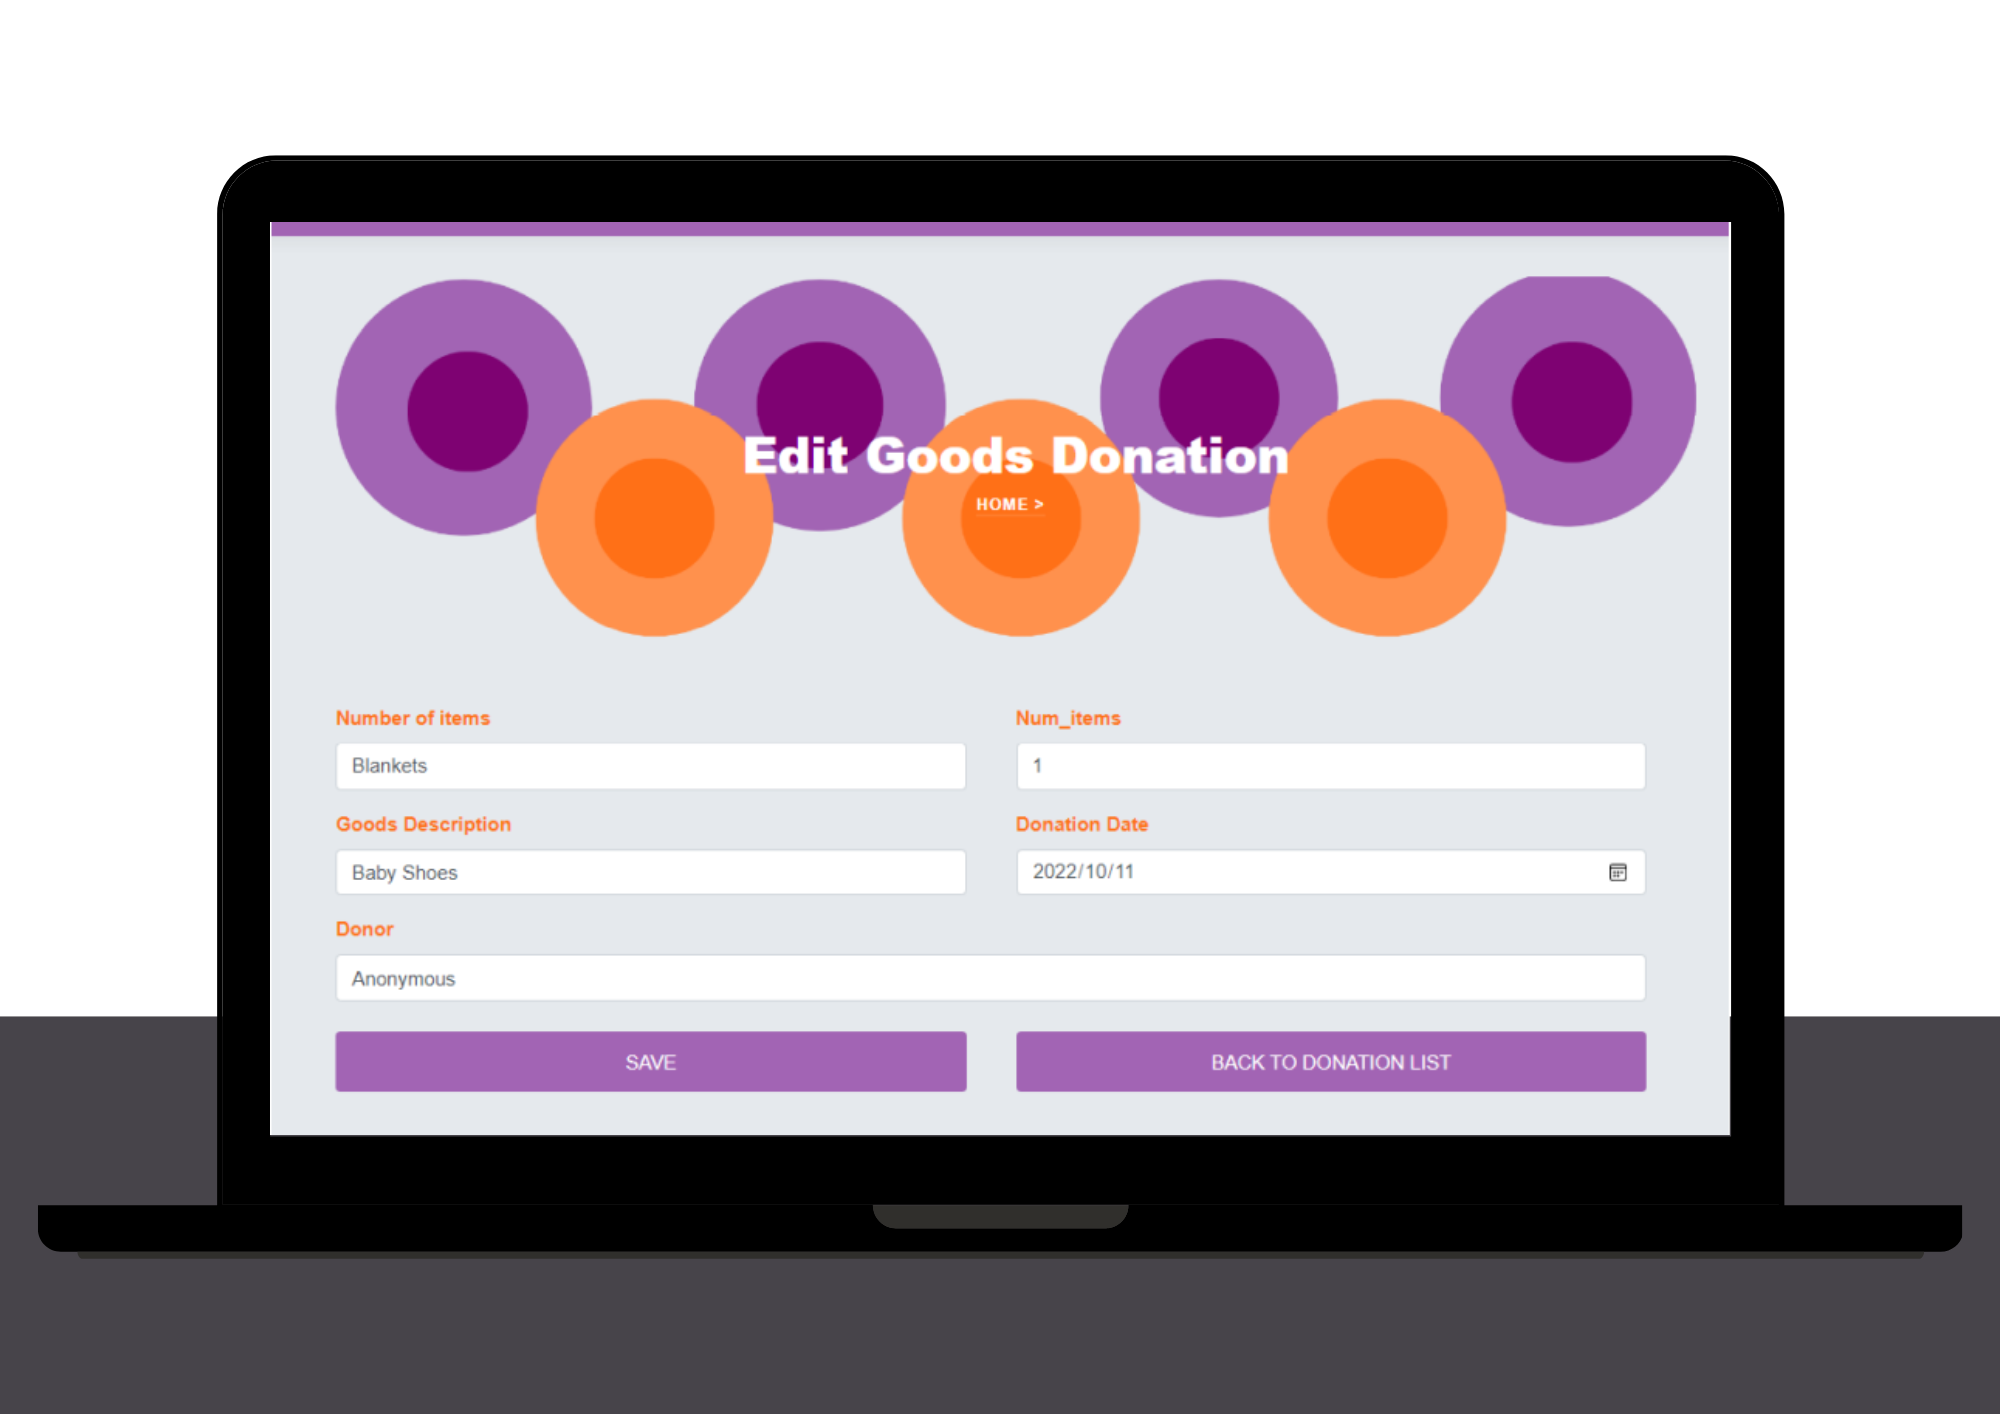 Edit Goods Donation
HOME >
Number of items
Num_items
Blankets
1
Goods Description
Donation Date
Baby Shoes
2022/10/11
Donor
Anonymous
SAVE
BACK TO DONATION LIST